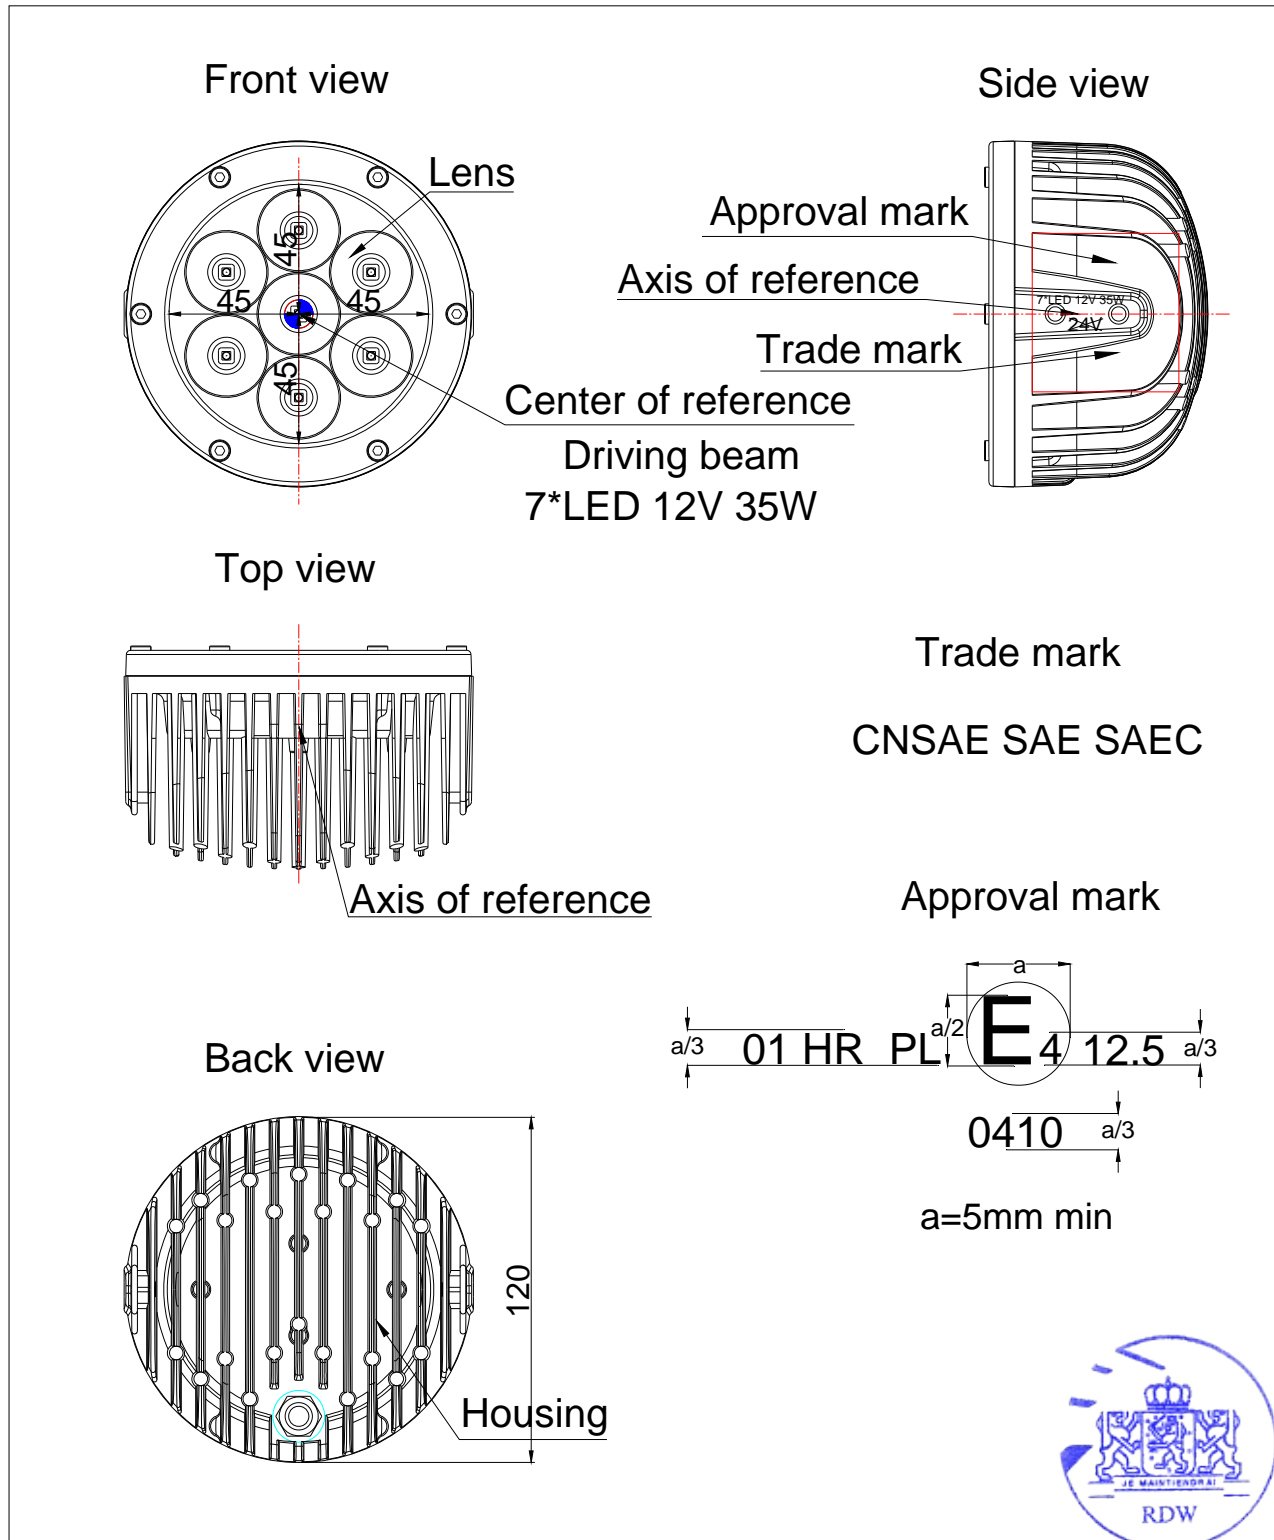 Front view
Side view
Lens
45
45
45
45
Approval mark
Axis of reference
7*LED 12V 35W
24V
Trade mark
Center of reference
Driving beam
7*LED 12V 35W
Top view
Trade mark
CNSAE SAE SAEC
Axis of reference
Approval mark
a
a/3
01 HR PL
a/2
E
4
12.5
a/3
0410
a/3
a=5mm min
Back view
120
Housing
JE MAINTIENDRAI
RDW